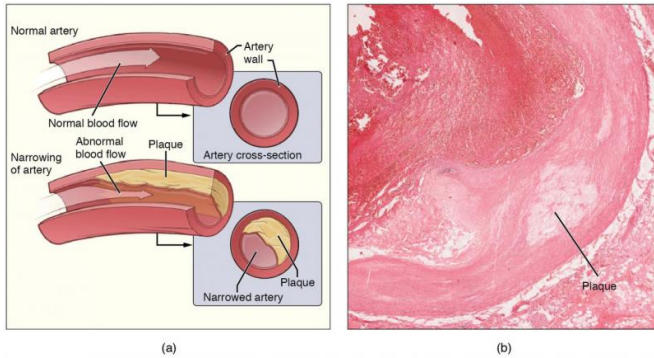 Normal artery
Artery
wall
Normal blood flow
Artery cross-section
Abnormal
blood flow
Plaque
Narrowing
of artery
Plaque
Narrowed artery
(a)
Plaque
(b)